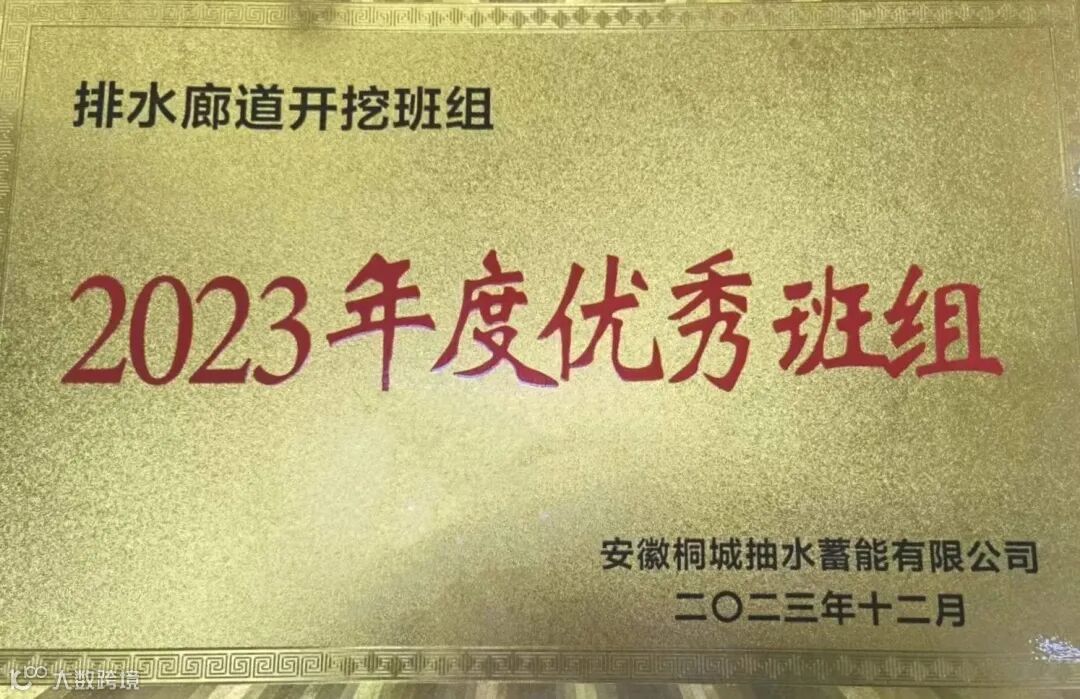 排水廊道开挖班组
2023年度优秀班组
安徽桐城抽水蓄能有限公司
二〇二三年十二月
大数跨境